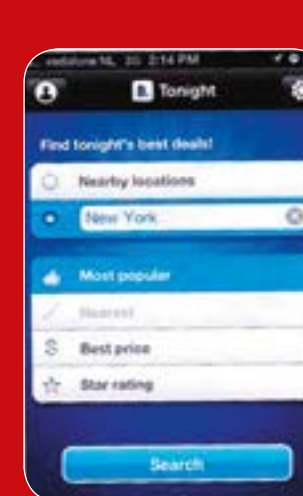 vodafone NL 3G 2:14 PM
B. Tonight
Find tonight's best deals!
Nearby locations
New York
Most popular
Nearest
$ Best price
Star rating
Search